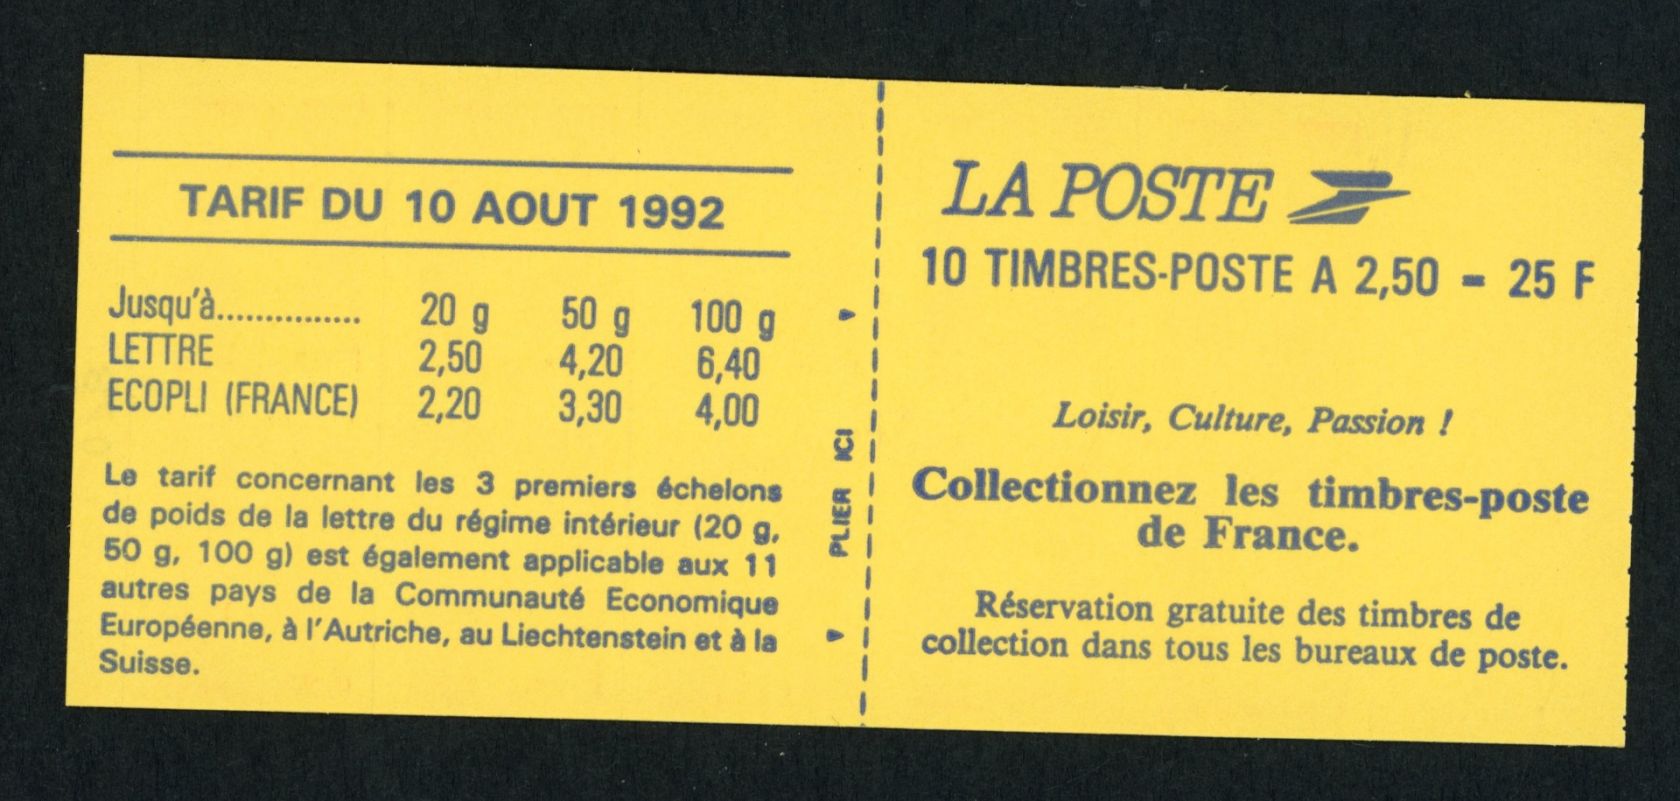 TARIF DU 10 AOUT 1992
Jusqu'à............... 20 g 50 g 100 g
LETTRE 2,50 4,20 6,40
ECOPLI (FRANCE) 2,20 3,30 4,00
Le tarif concernant les 3 premiers échelons
de poids de la lettre du régime intérieur (20 g,
50 g, 100 g) est également applicable aux 11
autres pays de la Communauté Economique
Européenne, à l'Autriche, au Liechtenstein et à la
Suisse.
PLIER ICI
LA POSTE
10 TIMBRES-POSTE A 2,50 = 25 F
Loisir, Culture, Passion !
Collectionnez les timbres-poste
de France.
Réservation gratuite des timbres de
collection dans tous les bureaux de poste.